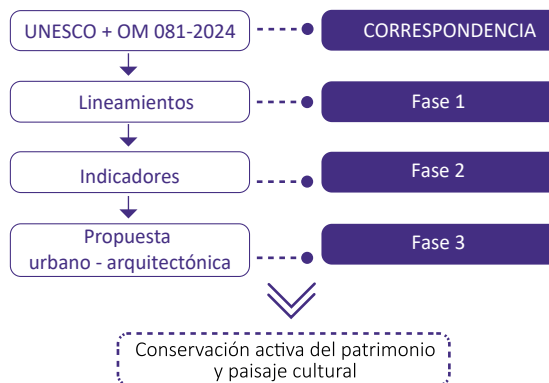 UNESCO + OM 081-2024
CORRESPONDENCIA
Lineamientos
Fase 1
Indicadores
Fase 2
Propuesta
urbano - arquitectónica
Fase 3
Conservación activa del patrimonio
y paisaje cultural